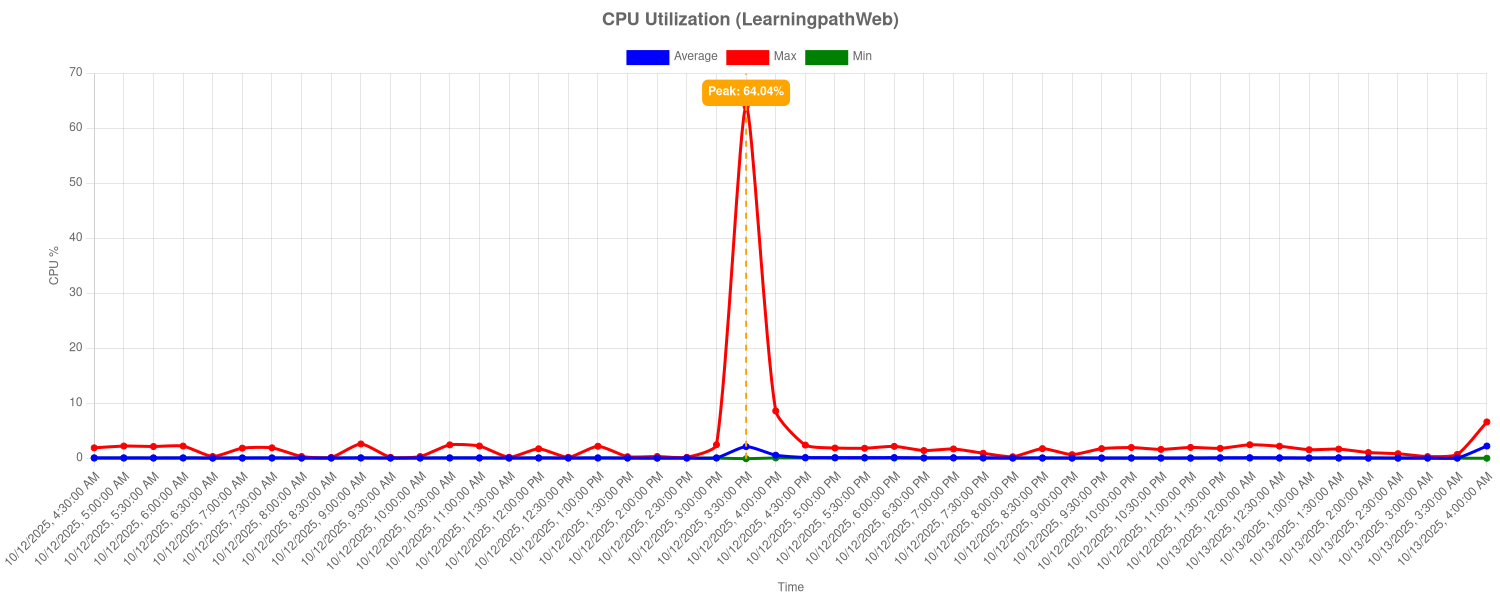 CPU Utilization (LearningpathWeb)
Average Max Min
70
Peak: 64.04%
60
50
40
30
20
10
0
CPU %
10/12/2025, 4:30:00 AM
10/12/2025, 5:00:00 AM
10/12/2025, 5:30:00 AM
10/12/2025, 6:00:00 AM
10/12/2025, 6:30:00 AM
10/12/2025, 7:00:00 AM
10/12/2025, 7:30:00 AM
10/12/2025, 8:00:00 AM
10/12/2025, 8:30:00 AM
10/12/2025, 9:00:00 AM
10/12/2025, 9:30:00 AM
10/12/2025, 10:00:00 AM
10/12/2025, 10:30:00 AM
10/12/2025, 11:00:00 AM
10/12/2025, 11:30:00 AM
10/12/2025, 12:00:00 PM
10/12/2025, 12:30:00 PM
10/12/2025, 1:00:00 PM
10/12/2025, 1:30:00 PM
10/12/2025, 2:00:00 PM
10/12/2025, 2:30:00 PM
10/12/2025, 3:00:00 PM
10/12/2025, 3:30:00 PM
10/12/2025, 4:00:00 PM
10/12/2025, 4:30:00 PM
10/12/2025, 5:00:00 PM
10/12/2025, 5:30:00 PM
10/12/2025, 6:00:00 PM
10/12/2025, 6:30:00 PM
10/12/2025, 7:00:00 PM
10/12/2025, 7:30:00 PM
10/12/2025, 8:00:00 PM
10/12/2025, 8:30:00 PM
10/12/2025, 9:00:00 PM
10/12/2025, 9:30:00 PM
10/12/2025, 10:00:00 PM
10/12/2025, 10:30:00 PM
10/12/2025, 11:00:00 PM
10/12/2025, 11:30:00 PM
10/13/2025, 12:00:00 AM
10/13/2025, 12:30:00 AM
10/13/2025, 1:00:00 AM
10/13/2025, 1:30:00 AM
10/13/2025, 2:00:00 AM
10/13/2025, 2:30:00 AM
10/13/2025, 3:00:00 AM
10/13/2025, 3:30:00 AM
10/13/2025, 4:00:00 AM
Time